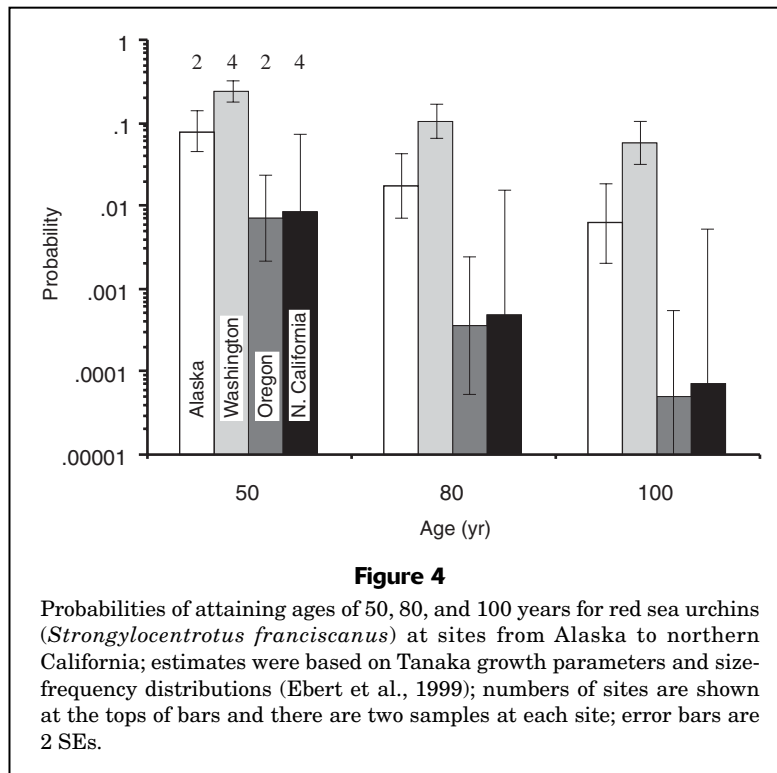 1
2 4 2 4
.1
.01
.001
.0001
.00001
Probability
Alaska
Washington
Oregon
N. California
50 80 100
Age (yr)
Figure 4
Probabilities of attaining ages of 50, 80, and 100 years for red sea urchins
(Strongylocentrotus franciscanus) at sites from Alaska to northern
California; estimates were based on Tanaka growth parameters and size-
frequency distributions (Ebert et al., 1999); numbers of sites are shown
at the tops of bars and there are two samples at each site; error bars are
2 SEs.